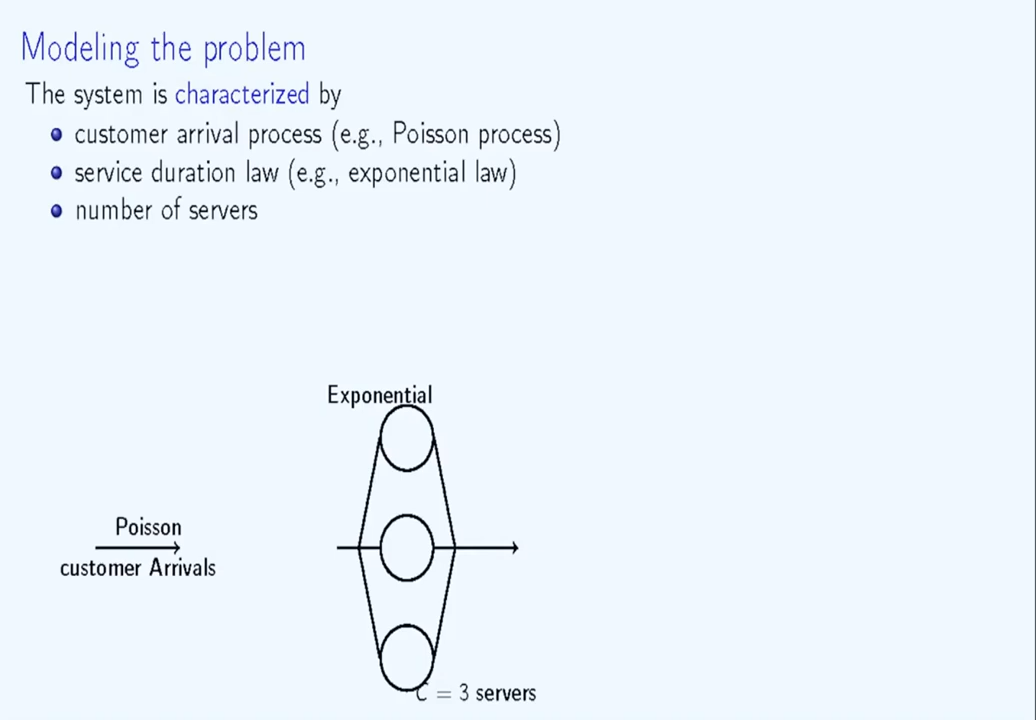 Modeling the problem
The system is characterized by
customer arrival process (e.g., Poisson process)
service duration law (e.g., exponential law)
number of servers
Exponential
Poisson
customer Arrivals
C = 3 servers